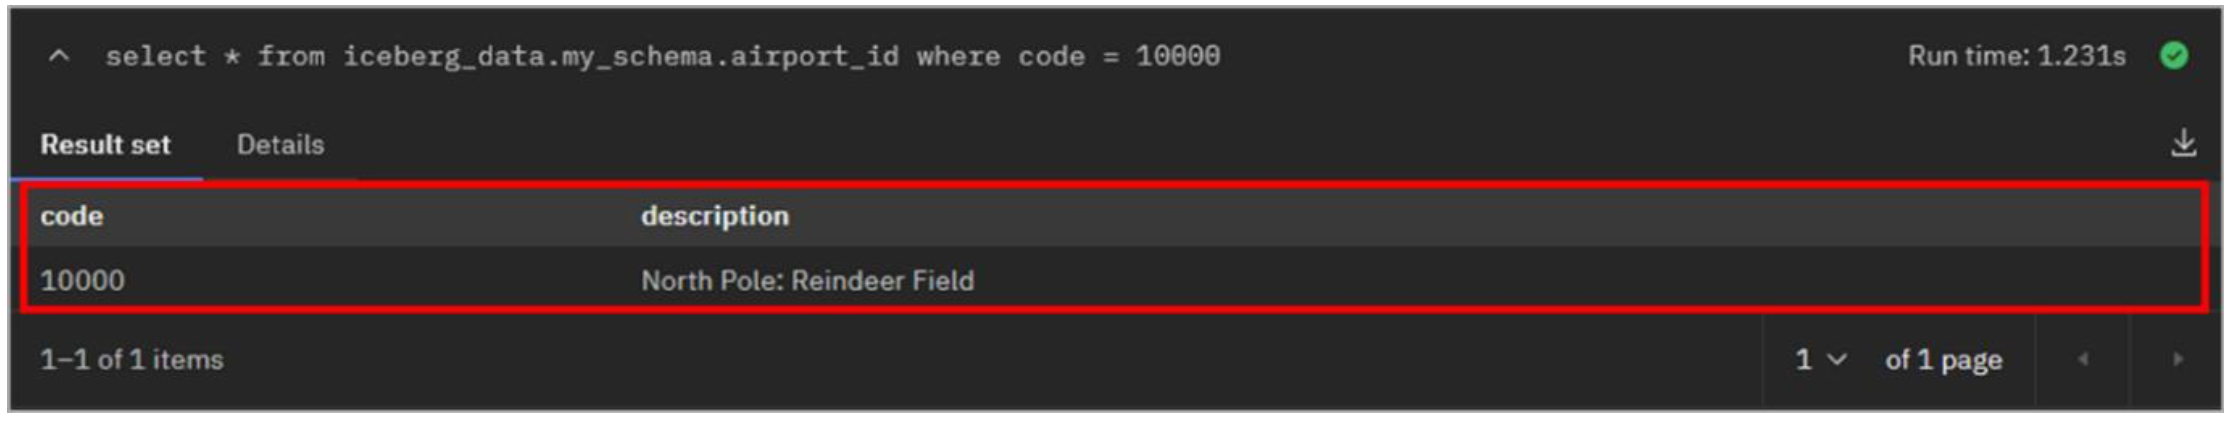 select * from iceberg_data.my_schema.airport_id where code = 10000 Run time: 1.231s
Result set Details
code description
10000 North Pole: Reindeer Field
1–1 of 1 items 1 of 1 page